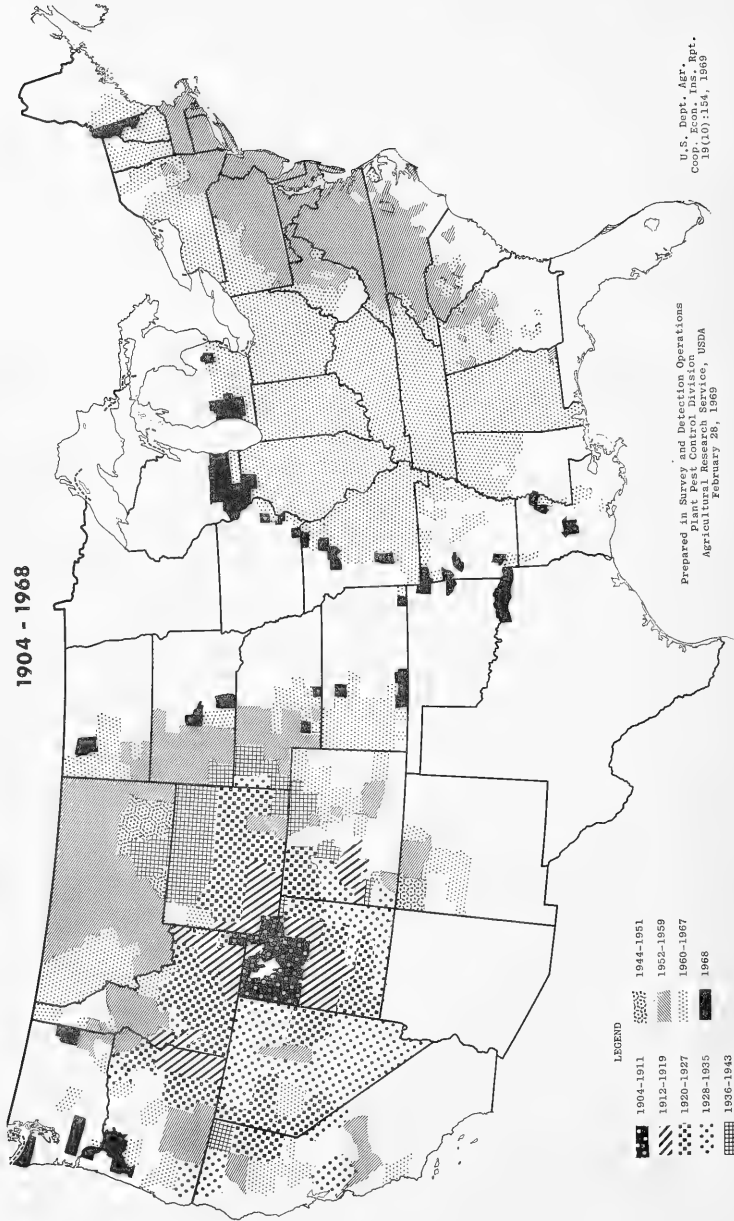 1904 - 1968
LEGEND
1904-1911
1912-1919
1920-1927
1928-1935
1936-1943
1944-1951
1952-1959
1960-1967
1968
Prepared in Survey and Detection Operations
Plant Pest Control Division
Agricultural Research Service, USDA
February 28, 1969
U.S. Dept. Agr.
Coop. Econ. Ins. Rpt.
19(10):154, 1969